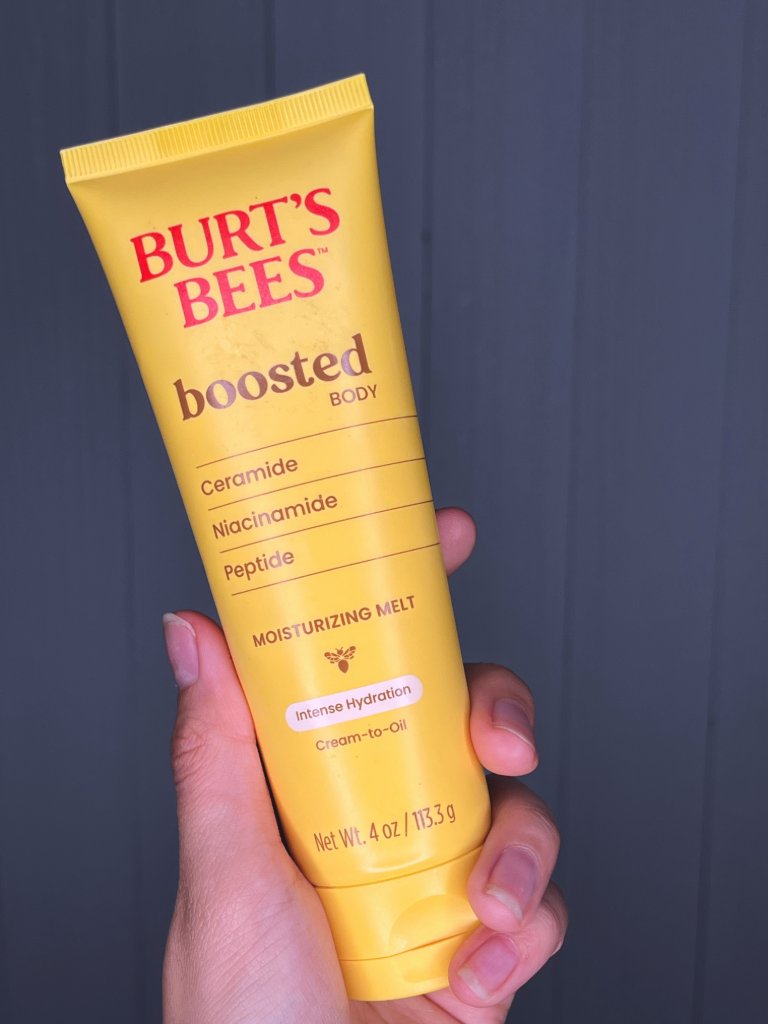 BURT'S
BEES™
boosted
BODY
Ceramide
Niacinamide
Peptide
MOISTURIZING MELT
Intense Hydration
Cream-to-Oil
Net Wt. 4 oz / 113.3 g